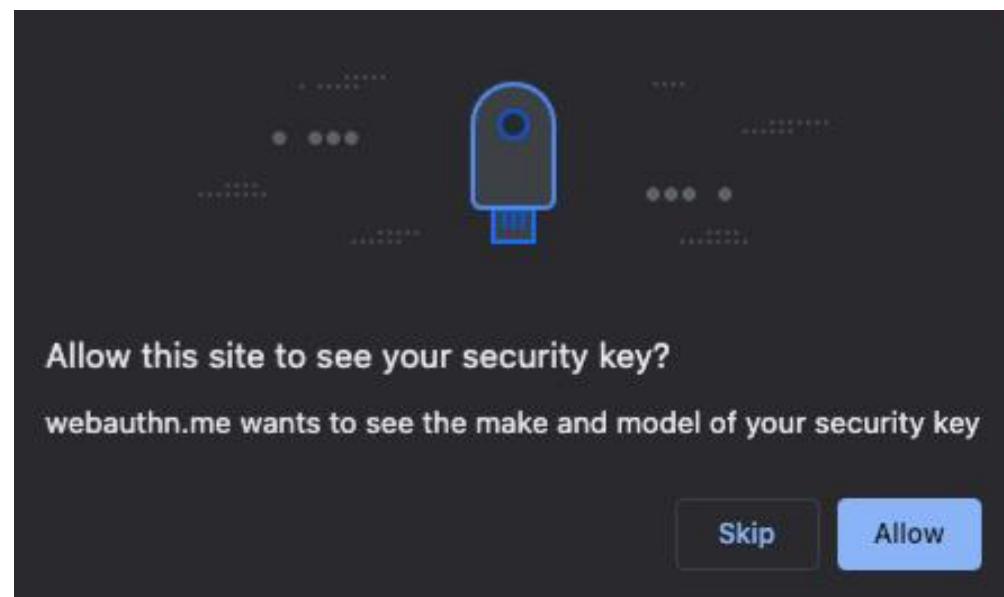 Allow this site to see your security key?
webauthn.me wants to see the make and model of your security key
Skip
Allow